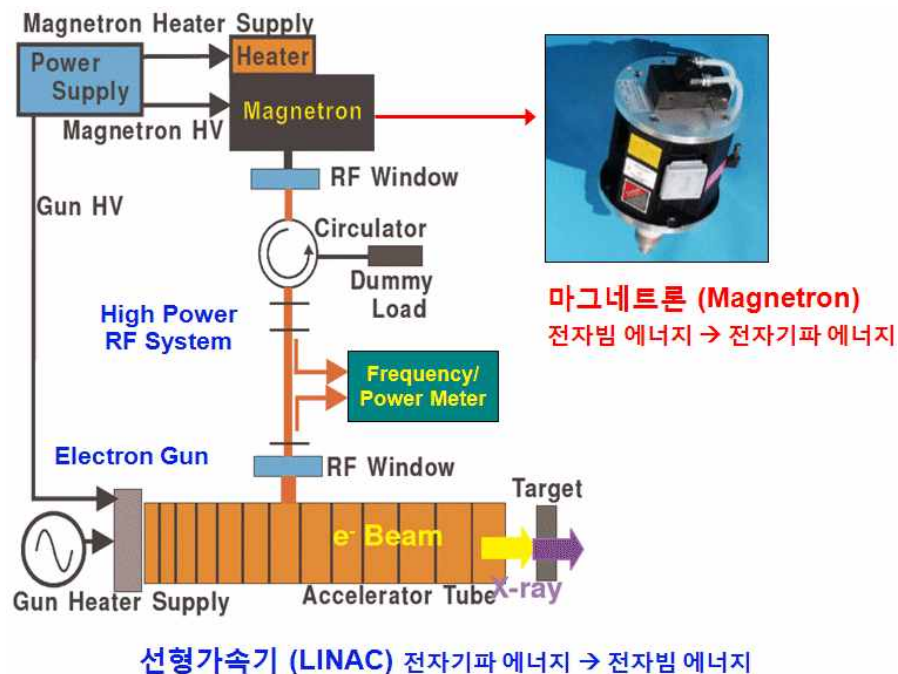 Magnetron Heater Supply
Power
Supply
Heater
Magnetron
Magnetron HV
RF Window
Gun HV
Circulator
Dummy
Load
마그네트론 (Magnetron)
전자빔 에너지 → 전자기파 에너지
High Power
RF System
Frequency/
Power Meter
Electron Gun
RF Window
Target
e- Beam
X-ray
Gun Heater Supply
Accelerator Tube
선형가속기 (LINAC) 전자기파 에너지 → 전자빔 에너지